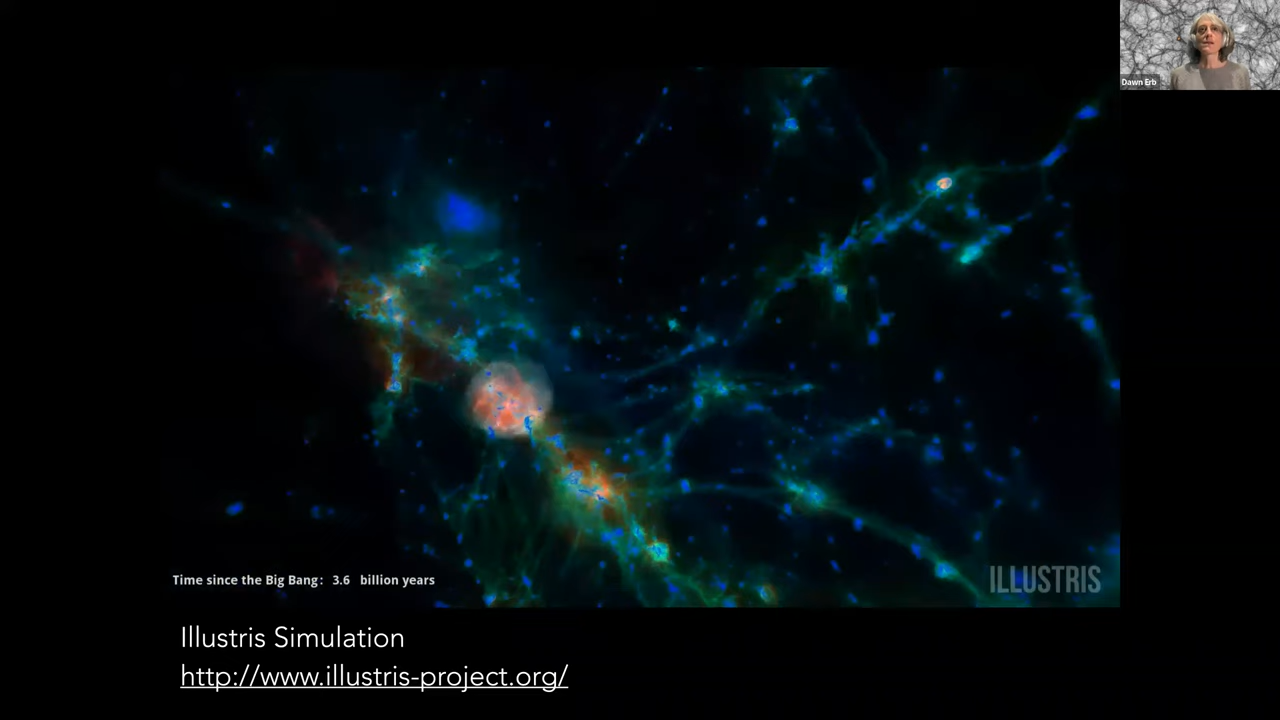 Dawn Erb
Time since the Big Bang: 3.6 billion years
ILLUSTRIS
Illustris Simulation
http://www.illustris-project.org/